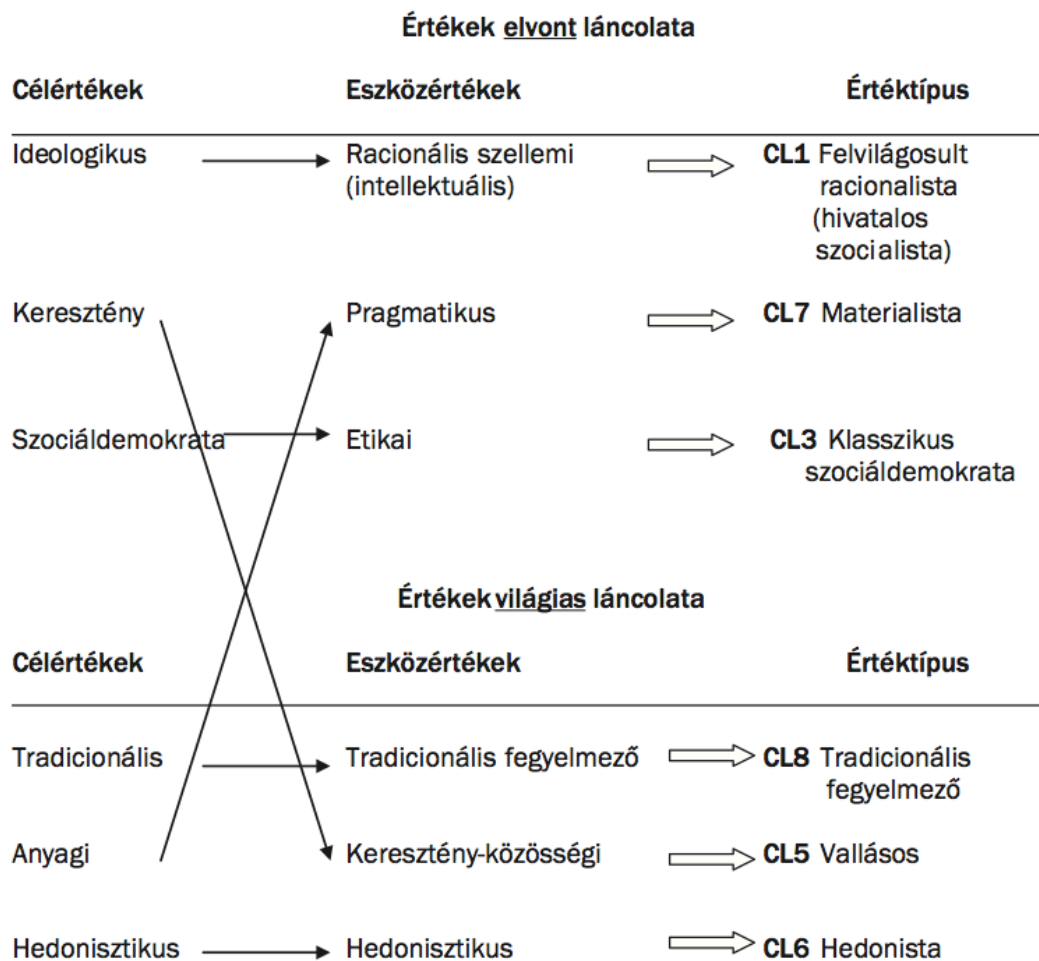 Értékek elvont láncolata
Célértékek Eszközértékek Értéktípus
Ideologikus Racionális szellemi CL1 Felvilágosult
(intellektuális) racionalista
(hivatalos
szocialista)
Keresztény Pragmatikus CL7 Materialista
Szociáldemokrata Etikai CL3 Klasszikus
szociáldemokrata
Értékek világias láncolata
Célértékek Eszközértékek Értéktípus
Tradicionális Tradicionális fegyelmező CL8 Tradicionális
fegyelmező
Anyagi Keresztény-közösségi CL5 Vallásos
Hedonisztikus Hedonisztikus CL6 Hedonista